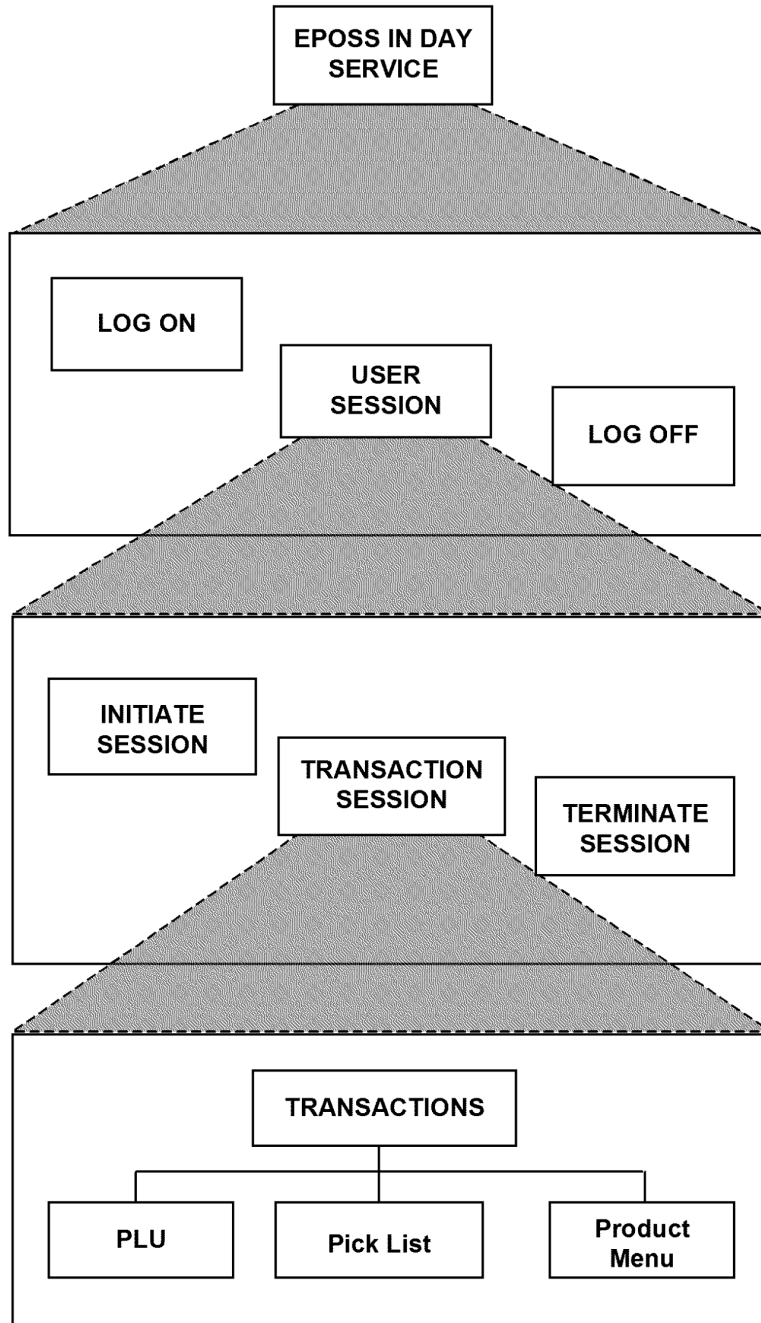 EPOSS IN DAY
SERVICE
LOG ON
USER
SESSION
LOG OFF
INITIATE
SESSION
TRANSACTION
SESSION
TERMINATE
SESSION
TRANSACTIONS
PLU
Pick List
Product
Menu